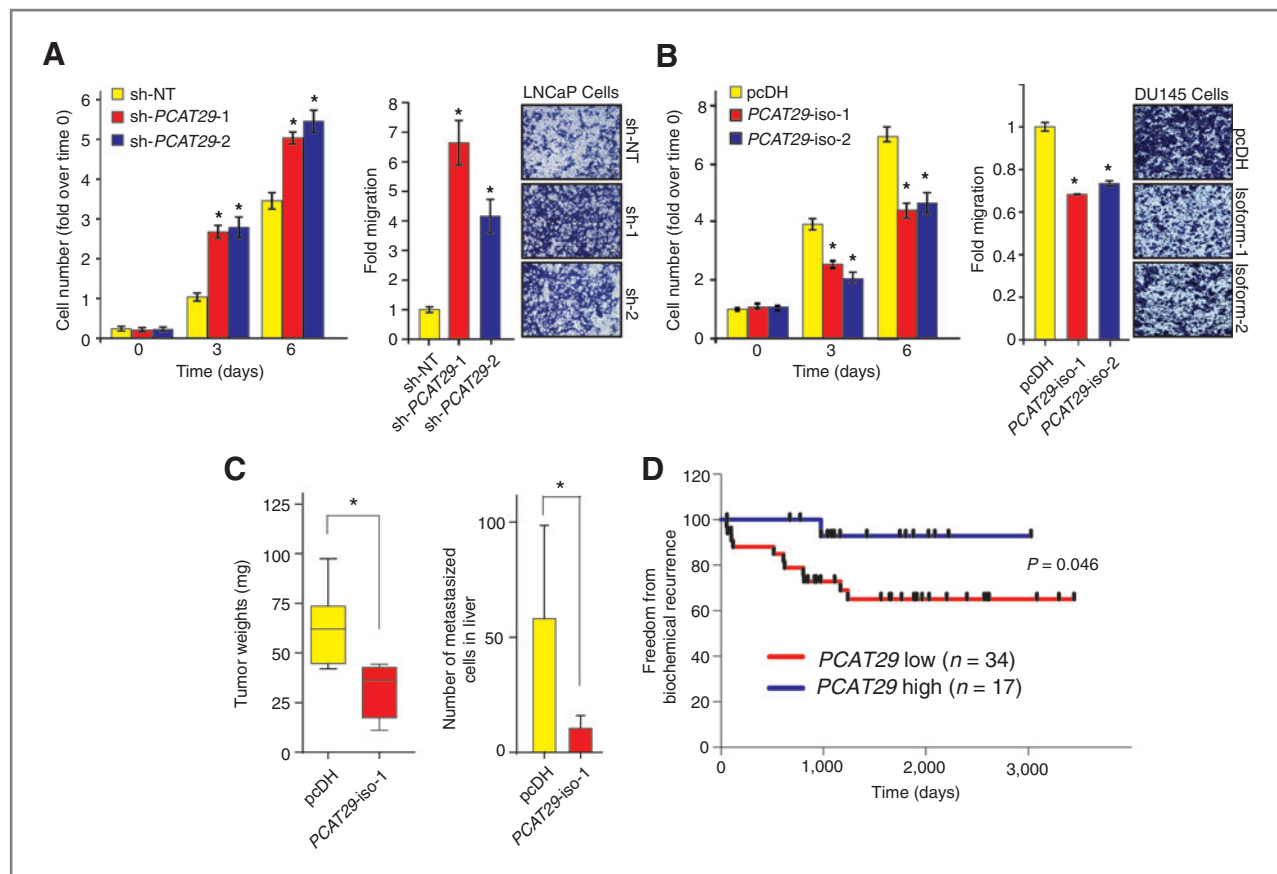 A
sh-NT
sh-PCAT29-1
sh-PCAT29-2
Cell number (fold over time 0)
6
5
4
3
2
1
0
* *
* *
0 3 6
Time (days)
Fold migration
8
7
6
5
4
3
2
1
0
*
*
sh-NT
sh-PCAT29-1
sh-PCAT29-2
LNCaP Cells
sh-NT
sh-1
sh-2
B
pcDH
PCAT29-iso-1
PCAT29-iso-2
Cell number (fold over time 0)
8
6
4
2
0
* *
* *
0 3 6
Time (days)
Fold migration
1
0.8
0.6
0.4
0.2
0
*
*
pcDH
PCAT29-iso-1
PCAT29-iso-2
DU145 Cells
pcDH
Isoform-1
Isoform-2
C
Tumor weights (mg)
125
100
75
50
25
0
*
pcDH
PCAT29-iso-1
Number of metastasized
cells in liver
100
50
0
*
pcDH
PCAT29-iso-1
D
Freedom from
biochemical recurrence
120
100
80
60
40
20
0
P = 0.046
PCAT29 low (n = 34)
PCAT29 high (n = 17)
0 1,000 2,000 3,000
Time (days)